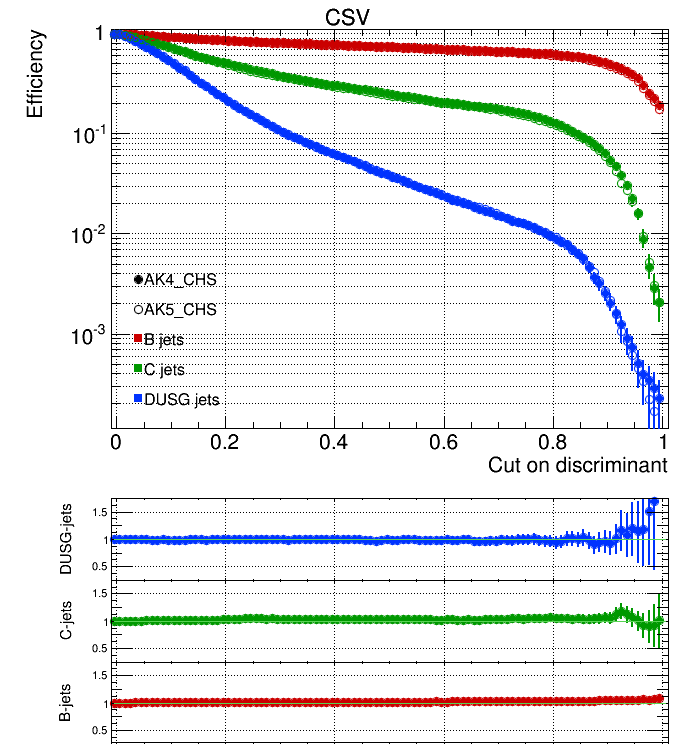 CSV
Efficiency
1
10-1
10-2
10-3
AK4_CHS
AK5_CHS
B jets
C jets
DUSG jets
0 0.2 0.4 0.6 0.8 1
Cut on discriminant
DUSG-jets
1.5
1
0.5
C-jets
1.5
1
0.5
B-jets
1.5
1
0.5